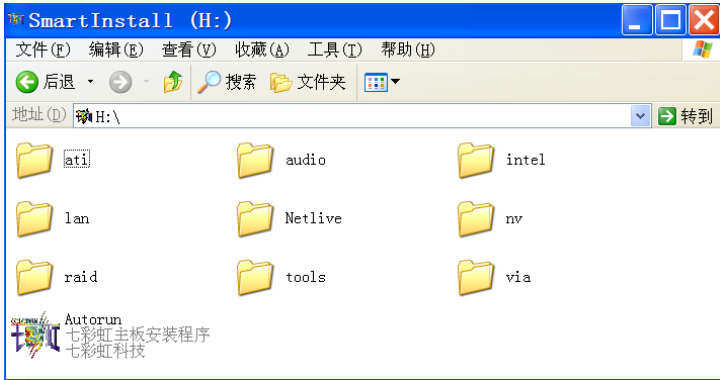 SmartInstall (H:)
文件(F) 编辑(E) 查看(V) 收藏(A) 工具(T) 帮助(H)
后退 搜索 文件夹
地址(D) H:\ 转到
ati audio intel
lan Netlive nv
raid tools via
Autorun
七彩虹主板安装程序
七彩虹科技